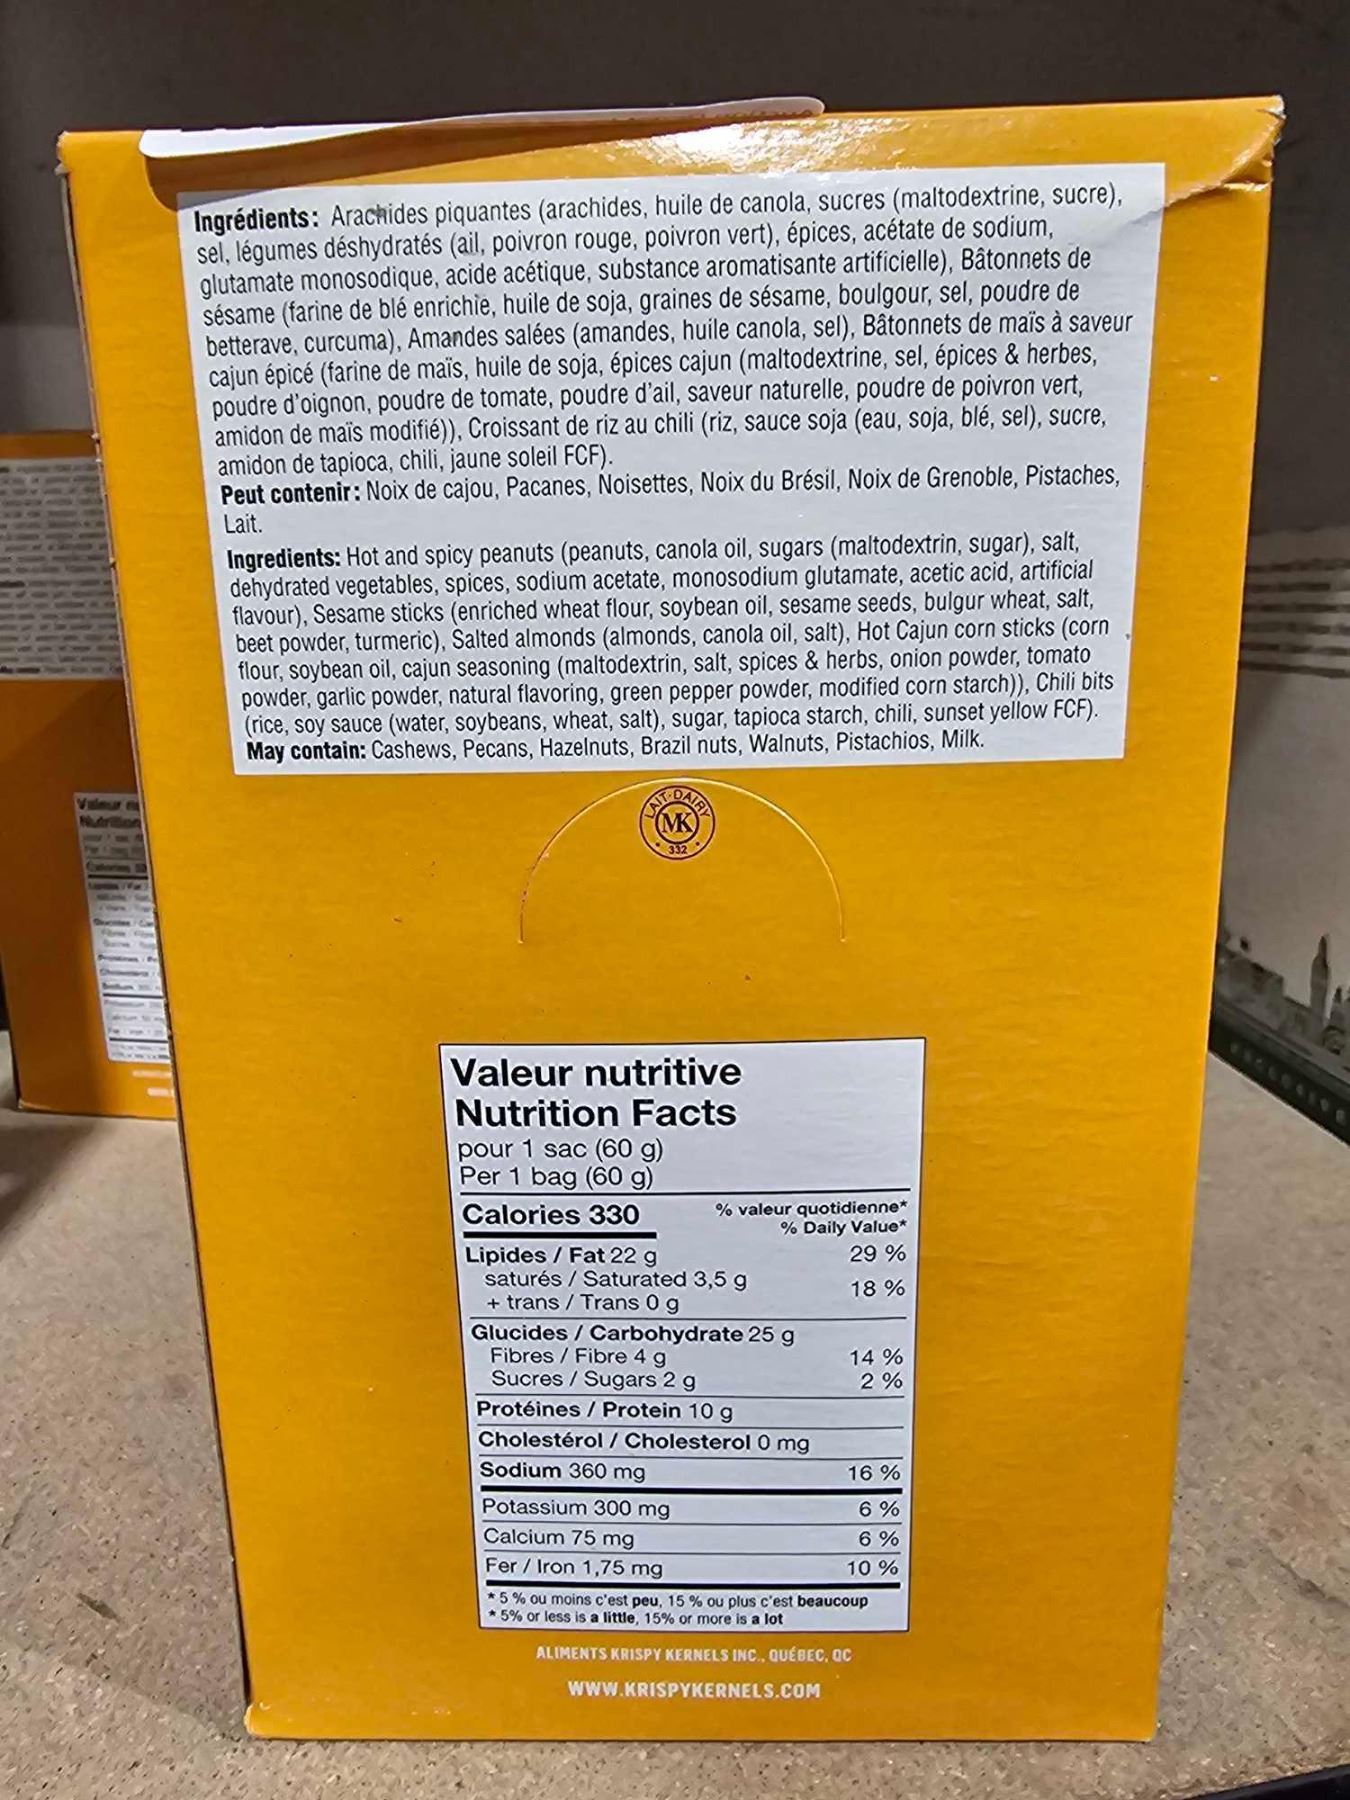 Ingrédients: Arachides piquantes (arachides, huile de canola, sucres (maltodextrine, sucre),
sel, légumes déshydratés (ail, poivron rouge, poivron vert), épices, acétate de sodium,
glutamate monosodique, acide acétique, substance aromatisante artificielle), Bâtonnets de
sésame (farine de blé enrichie, huile de soja, graines de sésame, boulgour, sel, poudre de
betterave, curcuma), Amandes salées (amandes, huile canola, sel), Bâtonnets de maïs à saveur
cajun épicé (farine de maïs, huile de soja, épices cajun (maltodextrine, sel, épices & herbes,
poudre d'oignon, poudre de tomate, poudre d'ail, saveur naturelle, poudre de poivron vert,
amidon de maïs modifié)), Croissant de riz au chili (riz, sauce soja (eau, soja, blé, sel), sucre,
amidon de tapioca, chili, jaune soleil FCF).
Peut contenir: Noix de cajou, Pacanes, Noisettes, Noix du Brésil, Noix de Grenoble, Pistaches,
Lait.
Ingredients: Hot and spicy peanuts (peanuts, canola oil, sugars (maltodextrin, sugar), salt,
dehydrated vegetables, spices, sodium acetate, monosodium glutamate, acetic acid, artificial
flavour), Sesame sticks (enriched wheat flour, soybean oil, sesame seeds, bulgur wheat, salt,
beet powder, turmeric), Salted almonds (almonds, canola oil, salt), Hot Cajun corn sticks (corn
flour, soybean oil, cajun seasoning (maltodextrin, salt, spices & herbs, onion powder, tomato
powder, garlic powder, natural flavoring, green pepper powder, modified corn starch)), Chili bits
(rice, soy sauce (water, soybeans, wheat, salt), sugar, tapioca starch, chili, sunset yellow FCF).
May contain: Cashews, Pecans, Hazelnuts, Brazil nuts, Walnuts, Pistachios, Milk.
LAIT·DAIRY
MK
332
Valeur nutritive
Nutrition Facts
pour 1 sac (60 g)
Per 1 bag (60 g)
Calories 330 % valeur quotidienne*
% Daily Value*
Lipides / Fat 22 g 29 %
saturés / Saturated 3,5 g 18 %
+ trans / Trans 0 g
Glucides / Carbohydrate 25 g
Fibres / Fibre 4 g 14 %
Sucres / Sugars 2 g 2 %
Protéines / Protein 10 g
Cholestérol / Cholesterol 0 mg
Sodium 360 mg 16 %
Potassium 300 mg 6 %
Calcium 75 mg 6 %
Fer / Iron 1,75 mg 10 %
* 5 % ou moins c'est peu, 15 % ou plus c'est beaucoup
* 5% or less is a little, 15% or more is a lot
ALIMENTS KRISPY KERNELS INC., QUÉBEC, QC
WWW.KRISPYKERNELS.COM